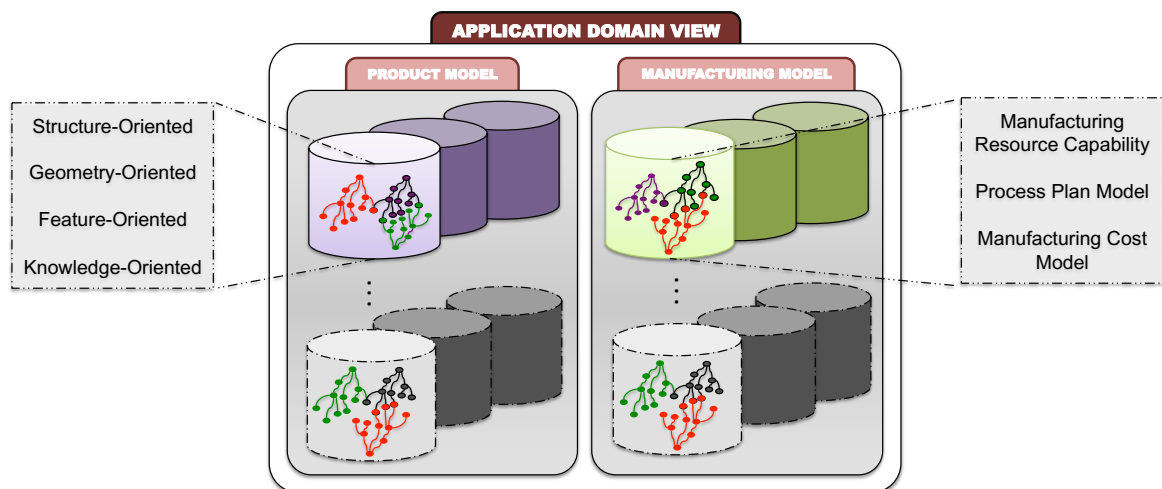 APPLICATION DOMAIN VIEW
PRODUCT MODEL
MANUFACTURING MODEL
Structure-Oriented
Geometry-Oriented
Feature-Oriented
Knowledge-Oriented
Manufacturing
Resource Capability
Process Plan Model
Manufacturing Cost
Model